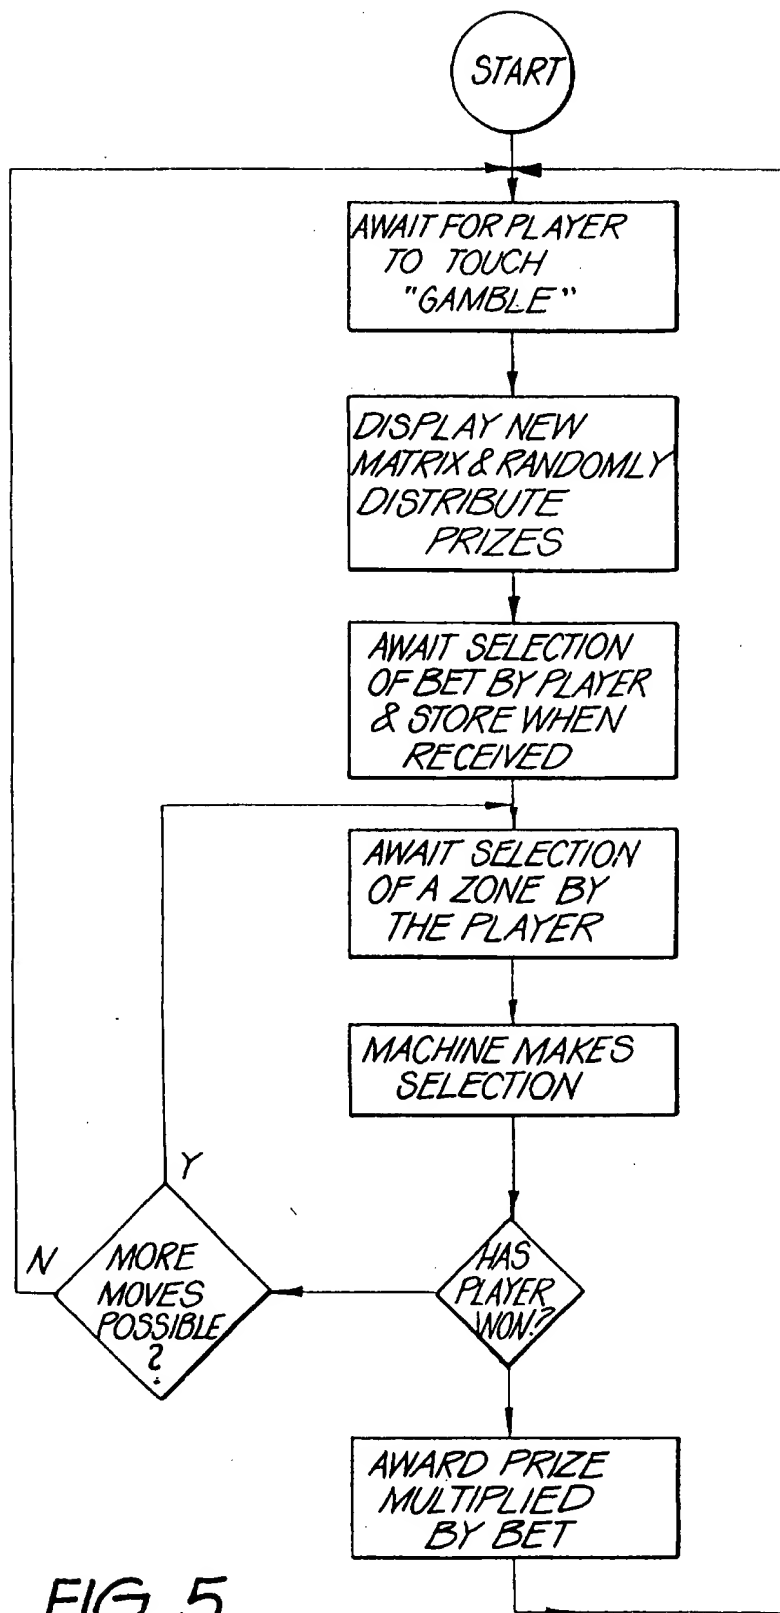 START
AWAIT FOR PLAYER
TO TOUCH
"GAMBLE"
DISPLAY NEW
MATRIX & RANDOMLY
DISTRIBUTE
PRIZES
AWAIT SELECTION
OF BET BY PLAYER
& STORE WHEN
RECEIVED
AWAIT SELECTION
OF A ZONE BY
THE PLAYER
MACHINE MAKES
SELECTION
HAS
PLAYER
WON?
Y
N
MORE
MOVES
POSSIBLE
?
AWARD PRIZE
MULTIPLIED
BY BET
FIG. 5